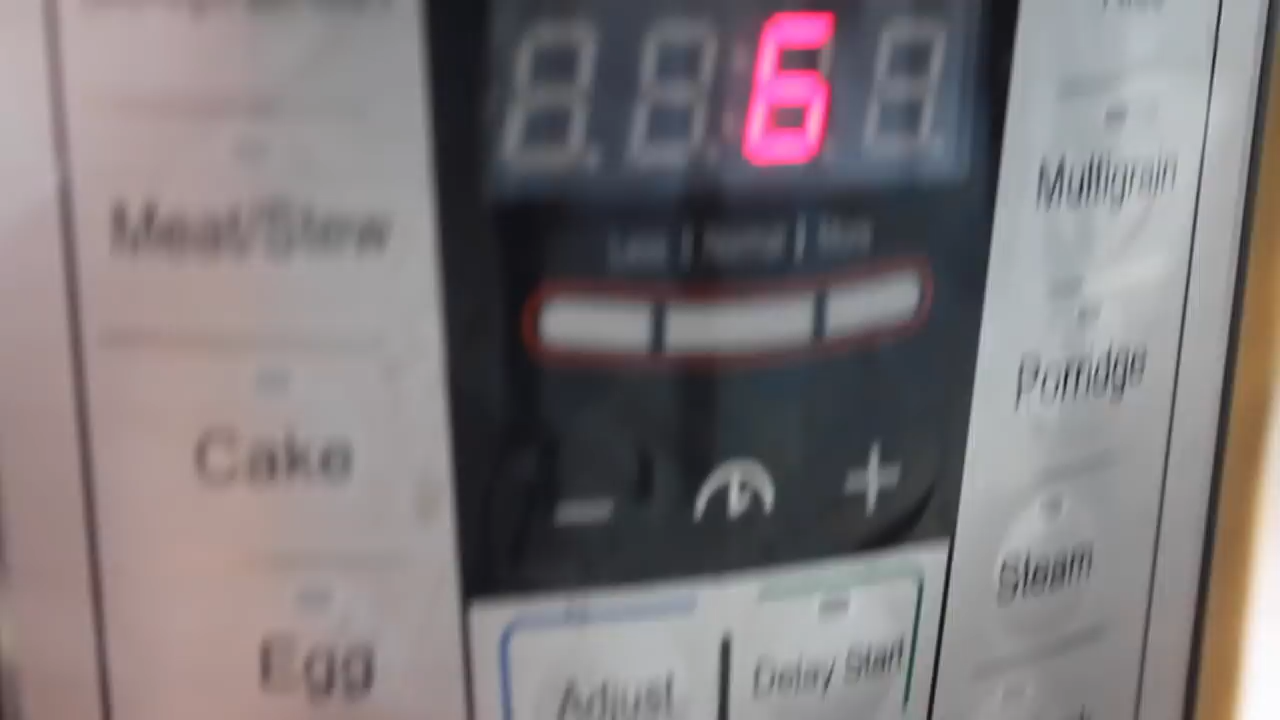 6
Meat/Stew
Less | Normal | More
Cake
Egg
− +
Adjust
Delay Start
Multigrain
Porridge
Steam